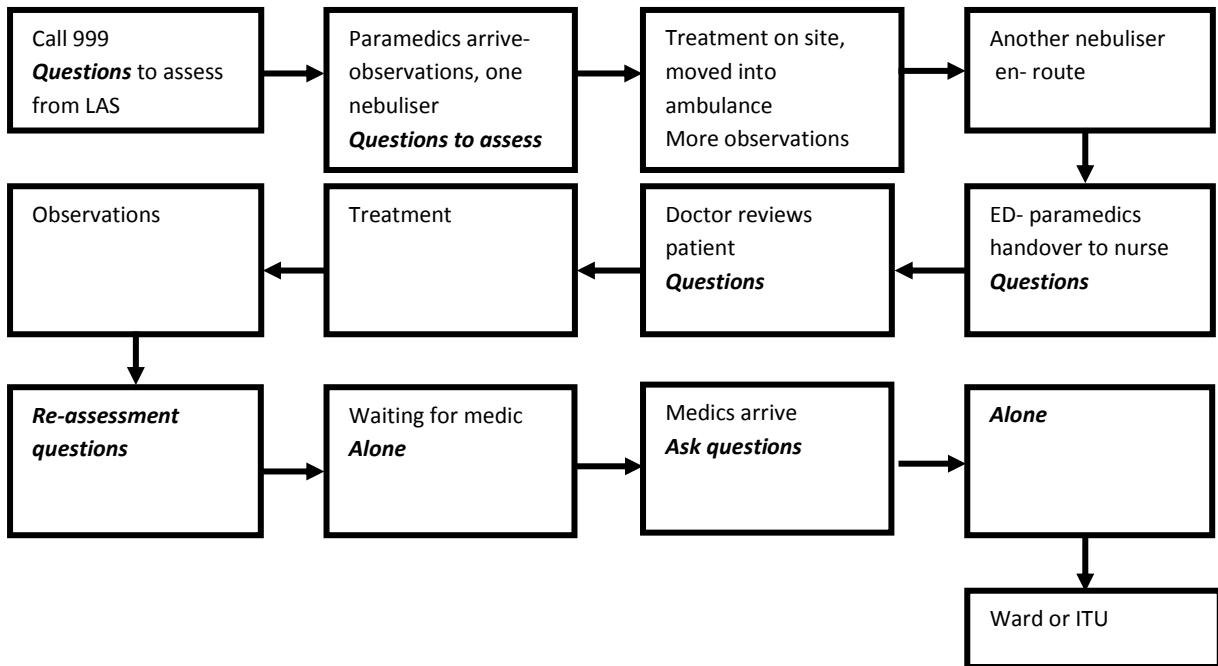 Call 999
Questions to assess
from LAS
Paramedics arrive-
observations, one
nebuliser
Questions to assess
Treatment on site,
moved into
ambulance
More observations
Another nebuliser
en- route
ED- paramedics
handover to nurse
Questions
Doctor reviews
patient
Questions
Treatment
Observations
Re-assessment
questions
Waiting for medic
Alone
Medics arrive
Ask questions
Alone
Ward or ITU